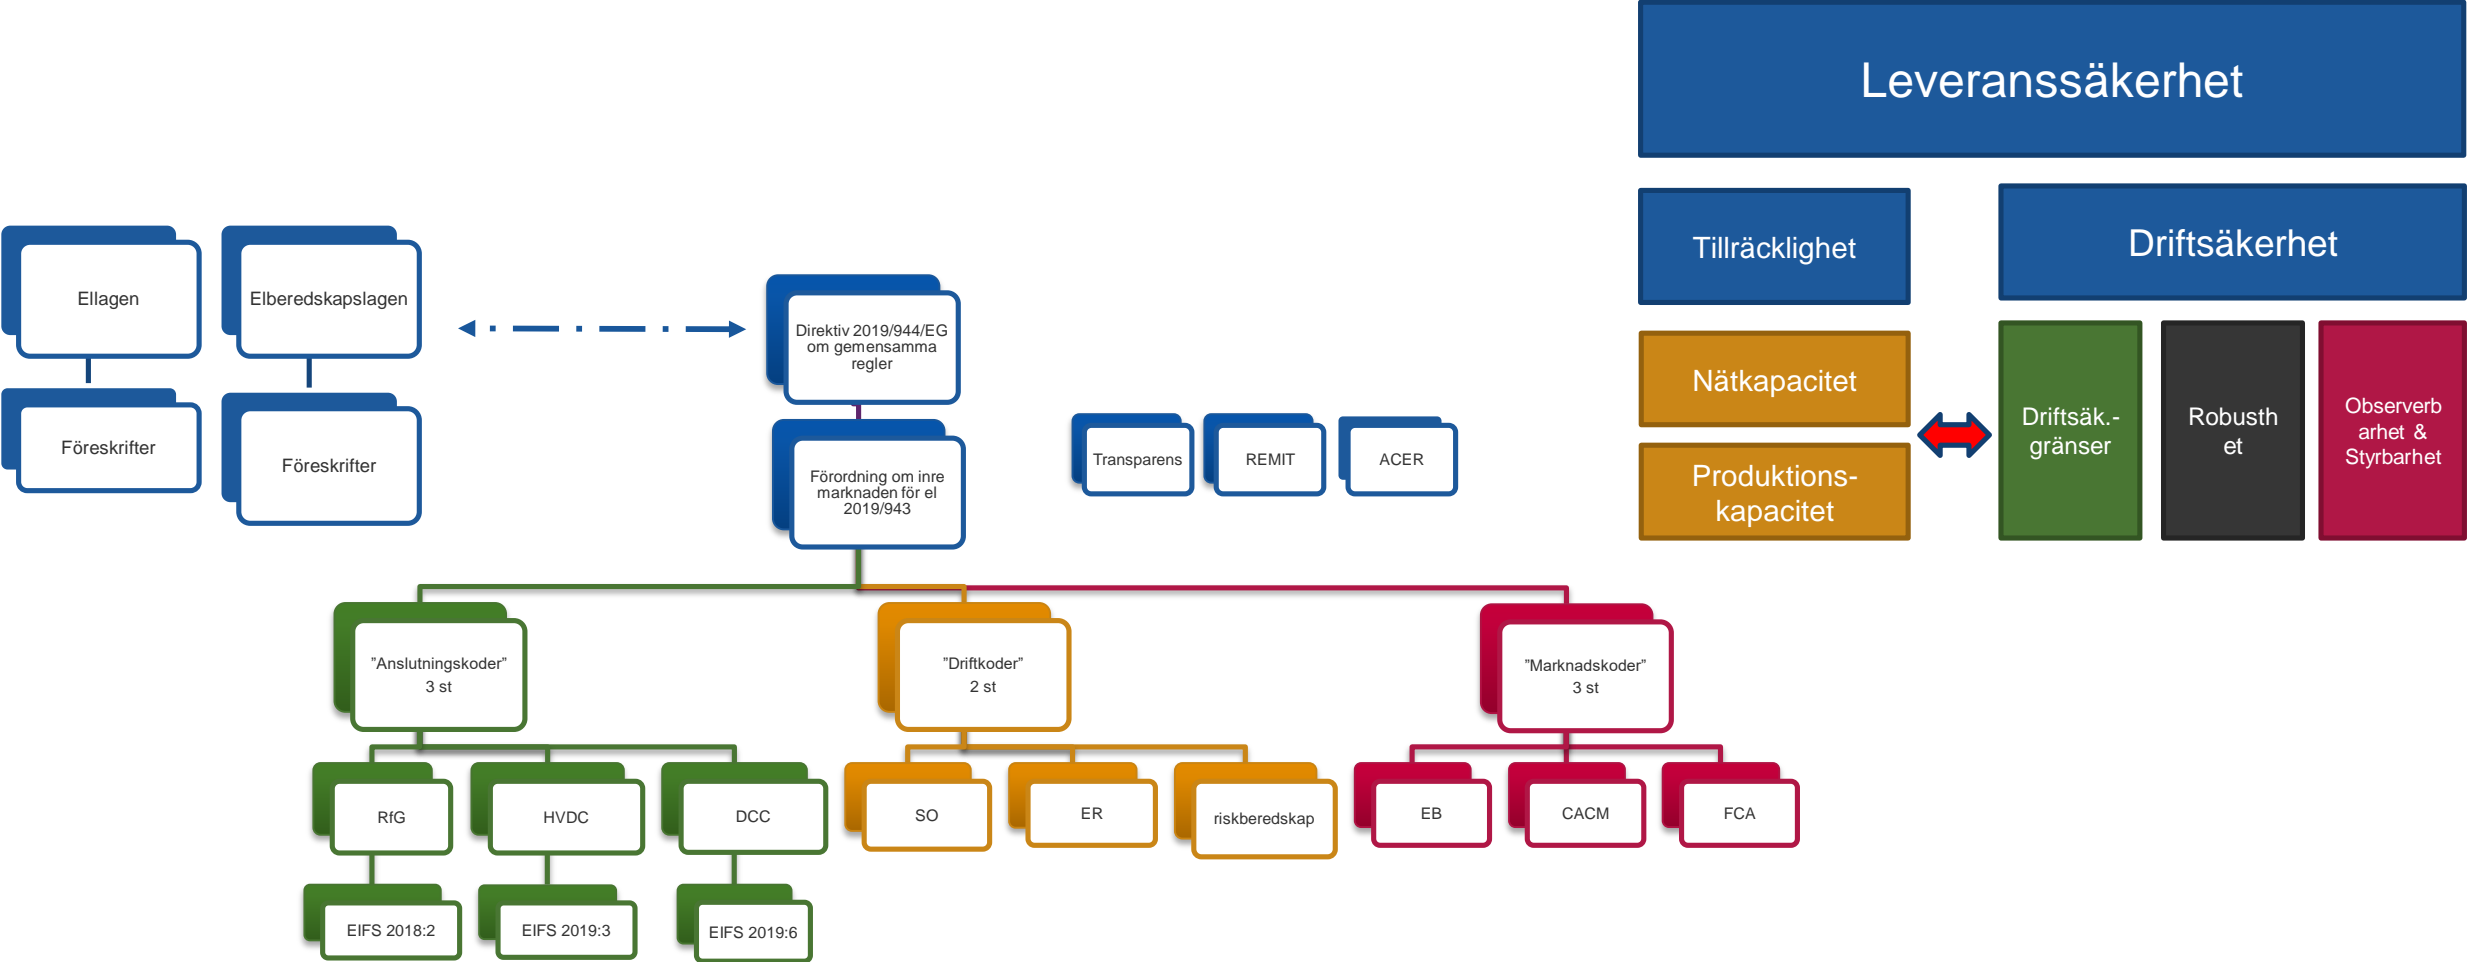 Leveranssäkerhet
Tillräcklighet
Driftsäkerhet
Nätkapacitet
Produktions-
kapacitet
Driftsäk.-
gränser
Robusth
et
Observerb
arhet &
Styrbarhet
Ellagen
Elberedskapslagen
Föreskrifter
Föreskrifter
Direktiv 2019/944/EG
om gemensamma
regler
Förordning om inre
marknaden för el
2019/943
Transparens
REMIT
ACER
”Anslutningskoder”
3 st
”Driftkoder”
2 st
”Marknadskoder”
3 st
RfG
HVDC
DCC
SO
ER
riskberedskap
EB
CACM
FCA
EIFS 2018:2
EIFS 2019:3
EIFS 2019:6